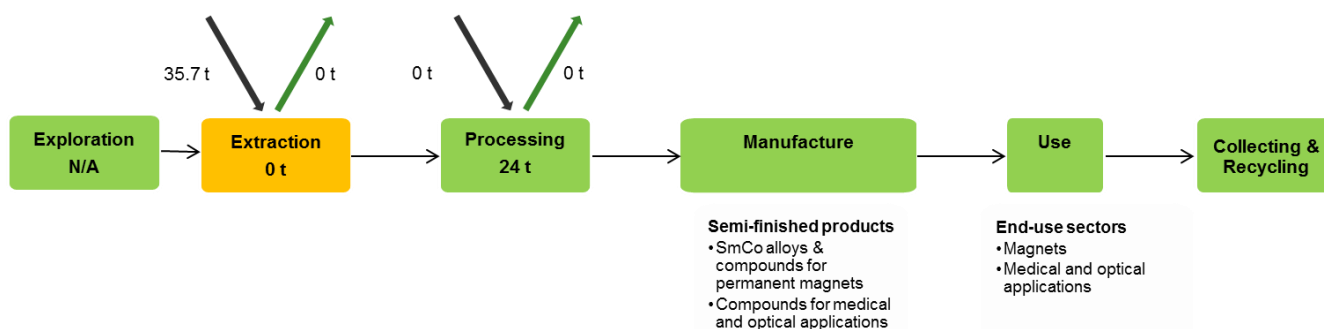 35.7 t
0 t
0 t
0 t
Exploration
N/A
Extraction
0 t
Processing
24 t
Manufacture
Use
Collecting &
Recycling
Semi-finished products
•SmCo alloys &
compounds for
permanent magnets
•Compounds for medical
and optical applications
End-use sectors
•Magnets
•Medical and optical
applications